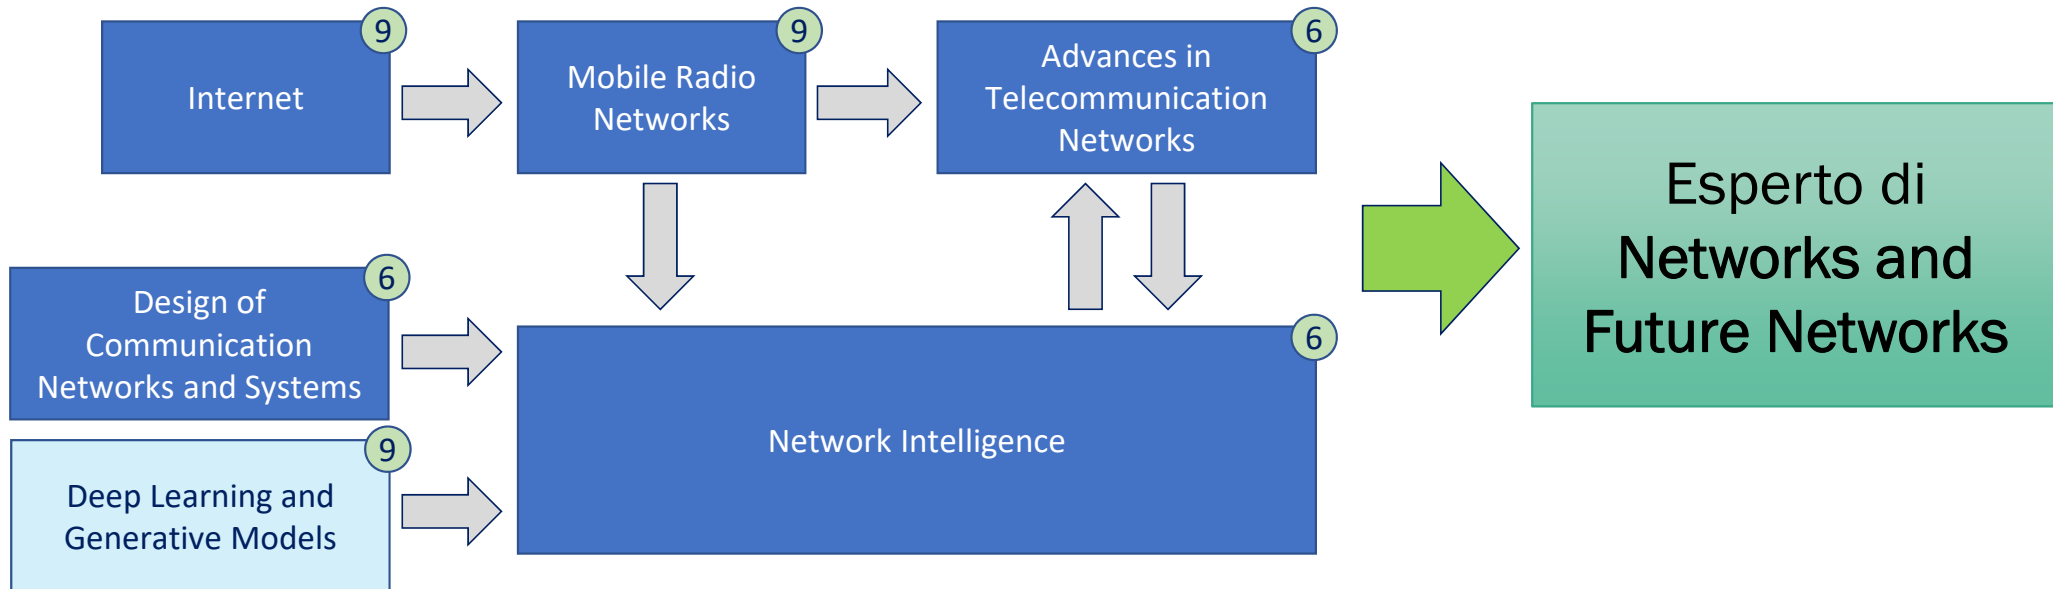 9
Internet
9
Mobile Radio
Networks
6
Advances in
Telecommunication
Networks
6
Design of
Communication
Networks and Systems
9
Deep Learning and
Generative Models
6
Network Intelligence
Esperto di
Networks and
Future Networks